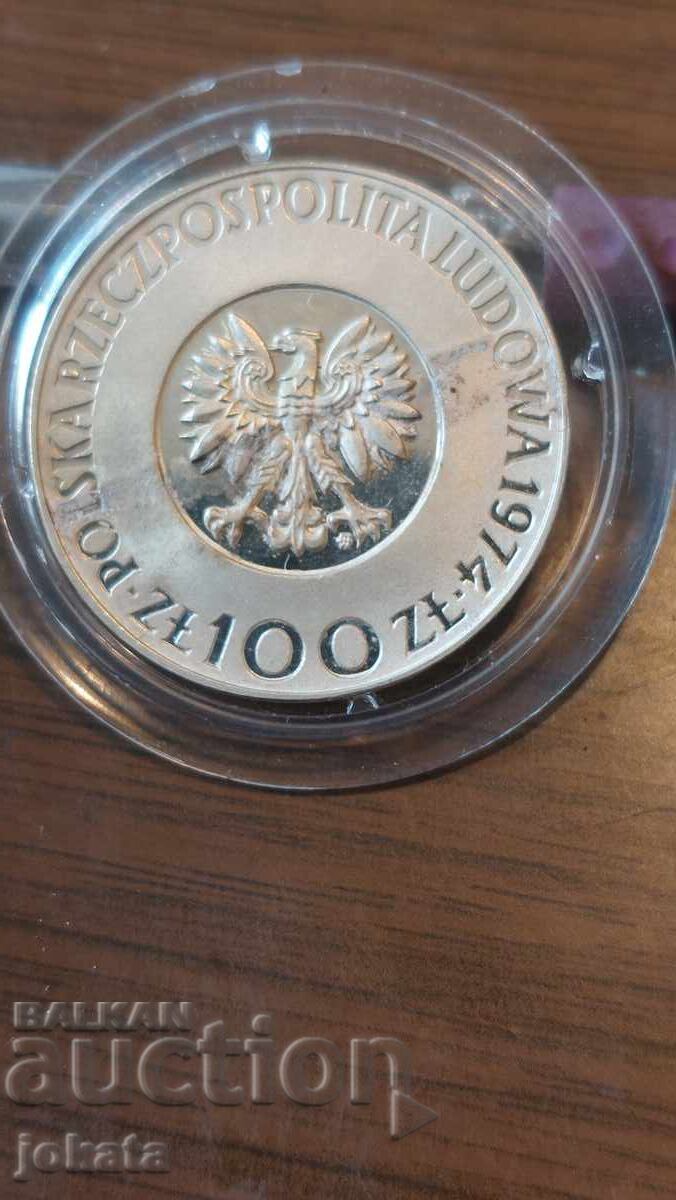 POLSKA RZECZPOSPOLITA LUDOWA 1974
ZŁ 100 ZŁ
BALKAN
auction
jokata